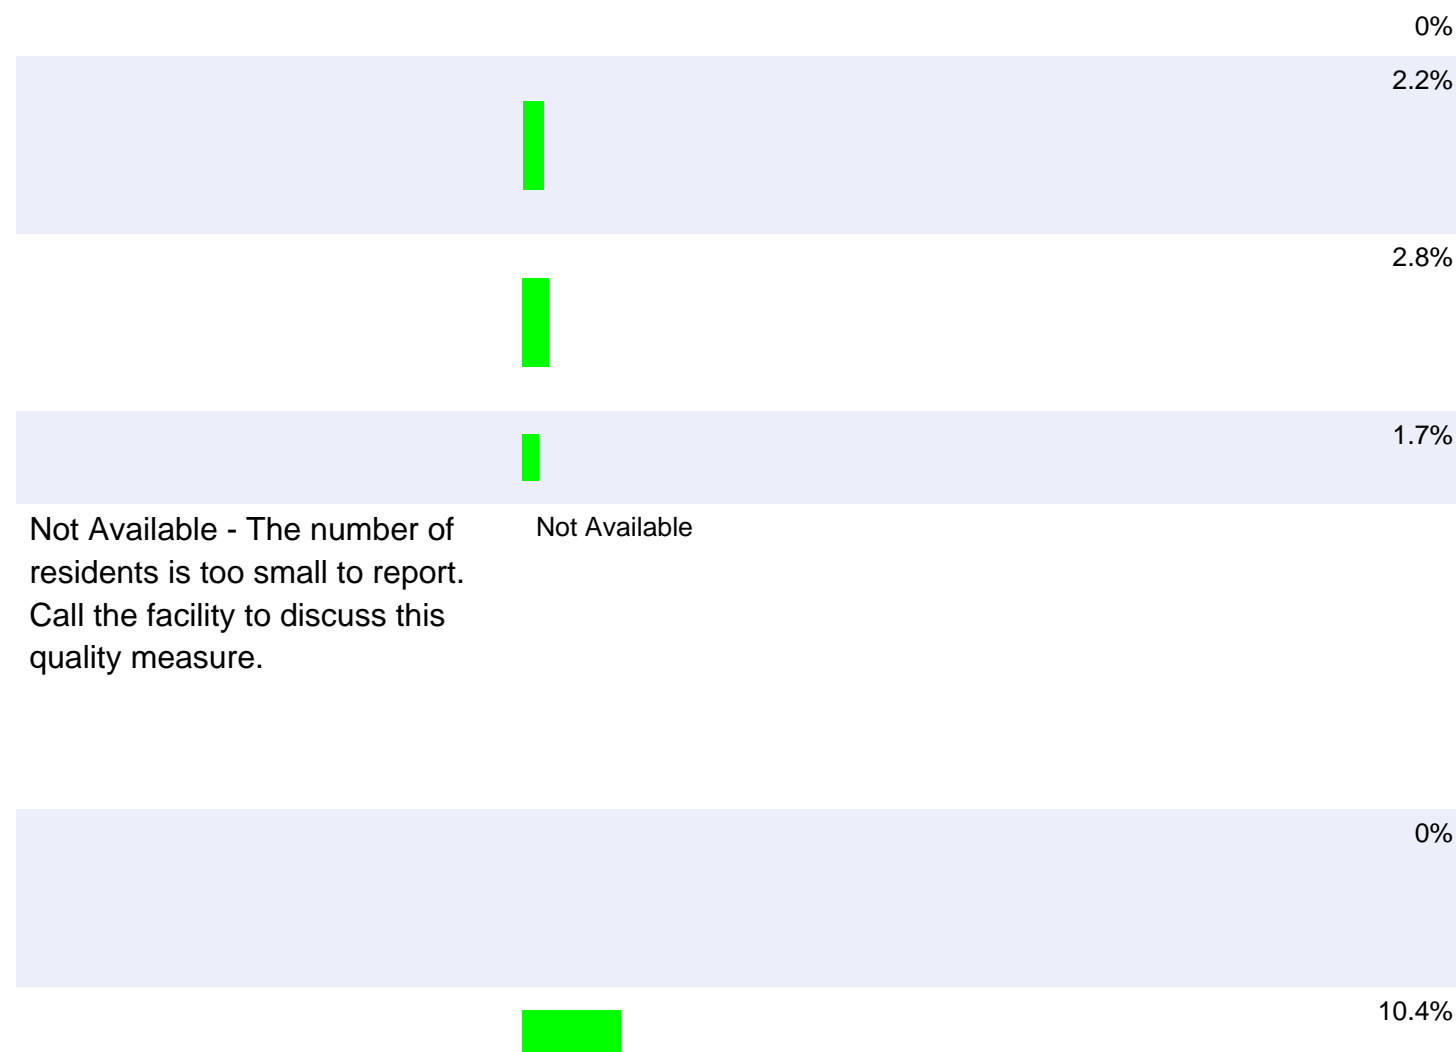 0%
2.2%
2.8%
1.7%
Not Available - The number of
residents is too small to report.
Call the facility to discuss this
quality measure.
Not Available
0%
10.4%